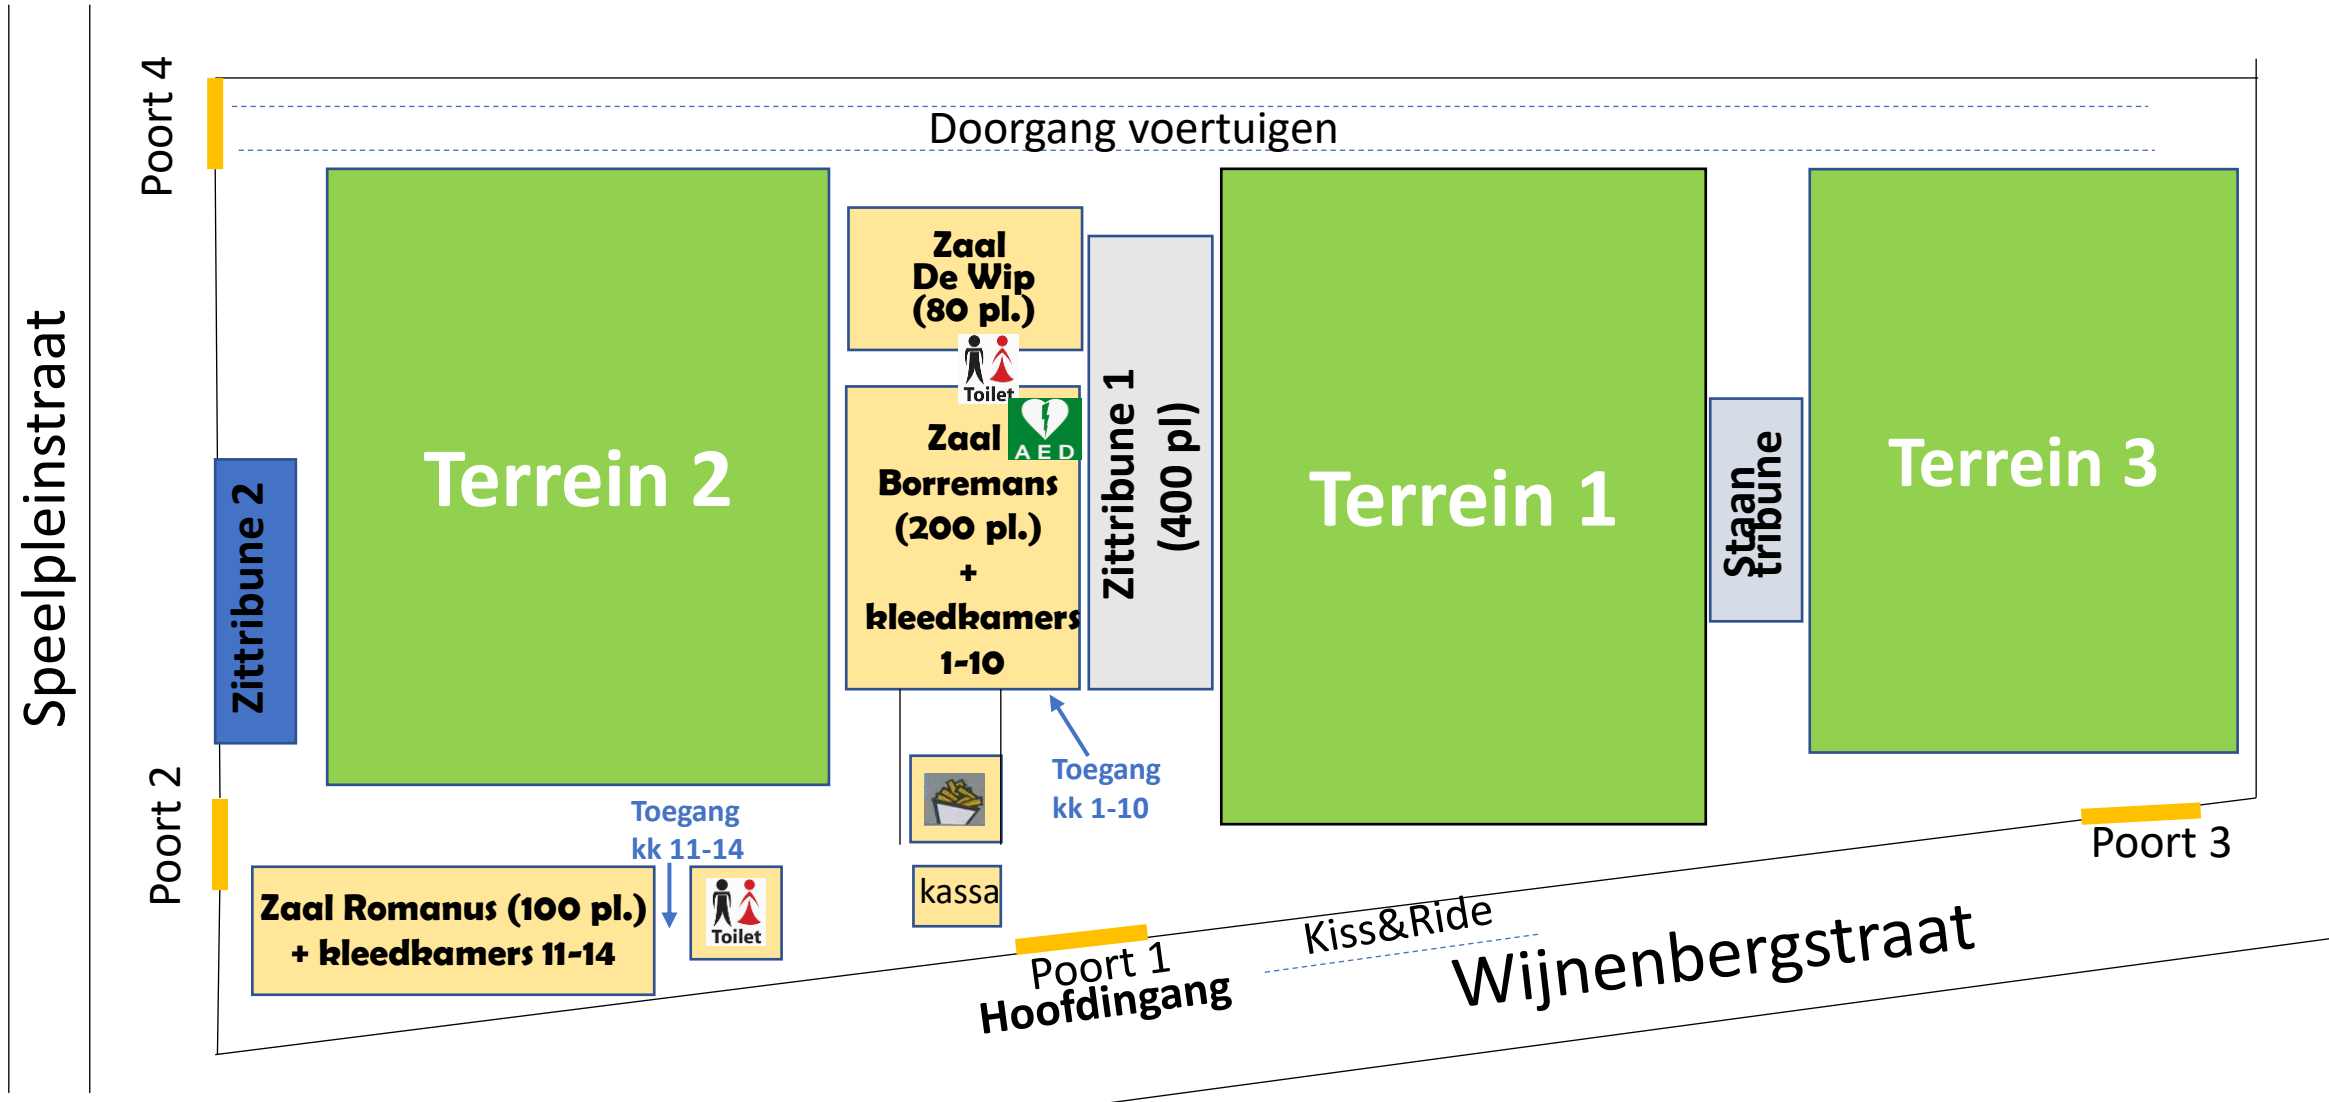 Poort 4
Doorgang voertuigen
Speelpleinstraat
Zittribune 2
Poort 2
Terrein 2
Zaal
De Wip
(80 pl.)
Toilet
AED
Zaal
Borremans
(200 pl.)
+
kleedkamers
1-10
Zittribune 1
(400 pl)
Terrein 1
Staan
tribune
Terrein 3
Toegang
kk 1-10
Toegang
kk 11-14
Zaal Romanus (100 pl.)
+ kleedkamers 11-14
Toilet
kassa
Poort 1
Hoofdingang
Kiss&Ride
Wijnenbergstraat
Poort 3